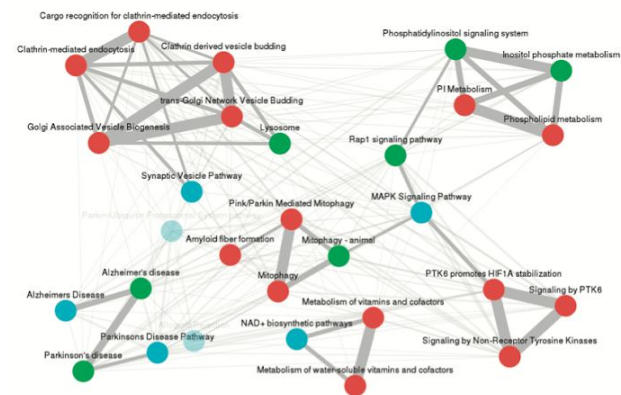 Cargo recognition for clathrin-mediated endocytosis
Phosphatidylinositol signaling system
Clathrin-mediated endocytosis
Clathrin derived vesicle budding
Inositol phosphate metabolism
PI Metabolism
trans-Golgi Network Vesicle Budding
Phospholipid metabolism
Golgi Associated Vesicle Biogenesis
Lysosome
Rap1 signaling pathway
Synaptic Vesicle Pathway
MAPK Signaling Pathway
Pink/Parkin Mediated Mitophagy
Amyloid fiber formation
Mitophagy - animal
Alzheimer's disease
Mitophagy
PTK6 promotes HIF1A stabilization
Signaling by PTK6
Alzheimers Disease
Metabolism of vitamins and cofactors
NAD+ biosynthetic pathways
Parkinsons Disease Pathway
Signaling by Non-Receptor Tyrosine Kinases
Parkinson's disease
Metabolism of water-soluble vitamins and cofactors